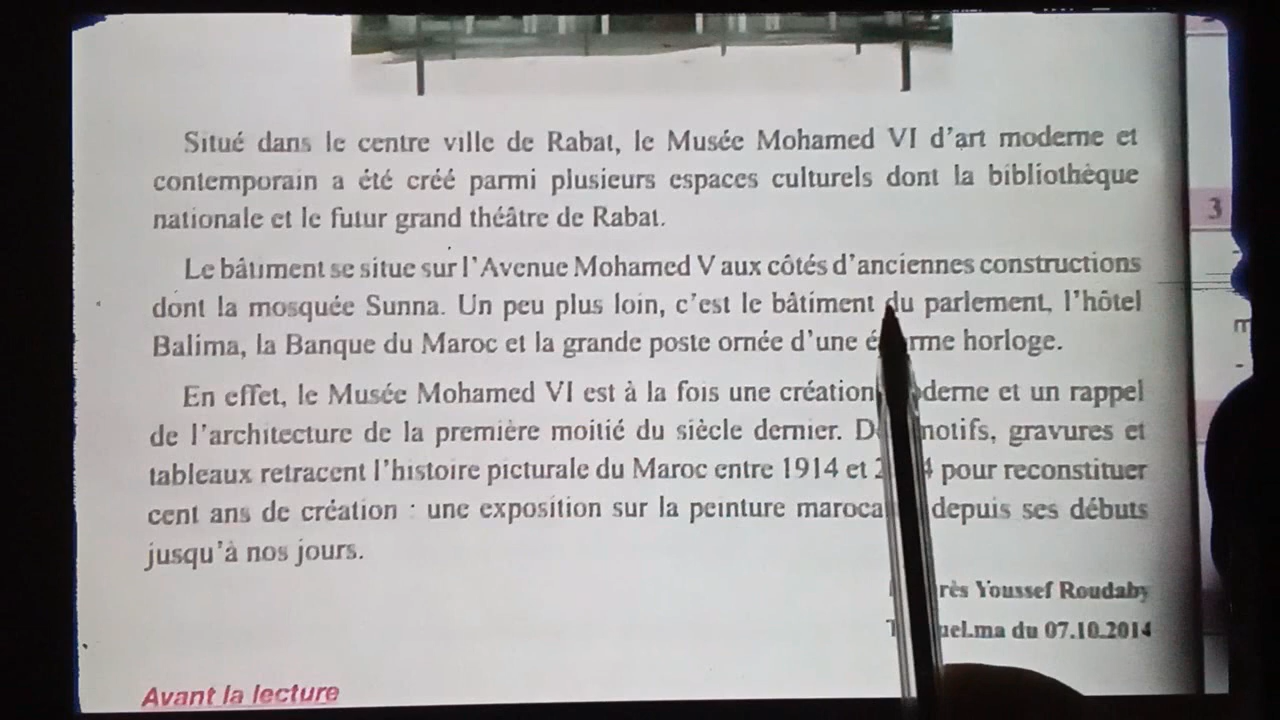 Situé dans le centre ville de Rabat, le Musée Mohamed VI d'art moderne et
contemporain a été créé parmi plusieurs espaces culturels dont la bibliothèque
nationale et le futur grand théâtre de Rabat.
Le bâtiment se situe sur l'Avenue Mohamed V aux côtés d'anciennes constructions
dont la mosquée Sunna. Un peu plus loin, c'est le bâtiment du parlement, l'hôtel
Balima, la Banque du Maroc et la grande poste ornée d'une horloge.
En effet, le Musée Mohamed VI est à la fois une création et un rappel
de l'architecture de la première moitié du siècle dernier. motifs, gravures et
tableaux retracent l'histoire picturale du Maroc entre 1914 et pour reconstituer
cent ans de création : une exposition sur la peinture depuis ses débuts
jusqu'à nos jours.
Youssef Roudaby
du 07.10.2014
Avant la lecture
3